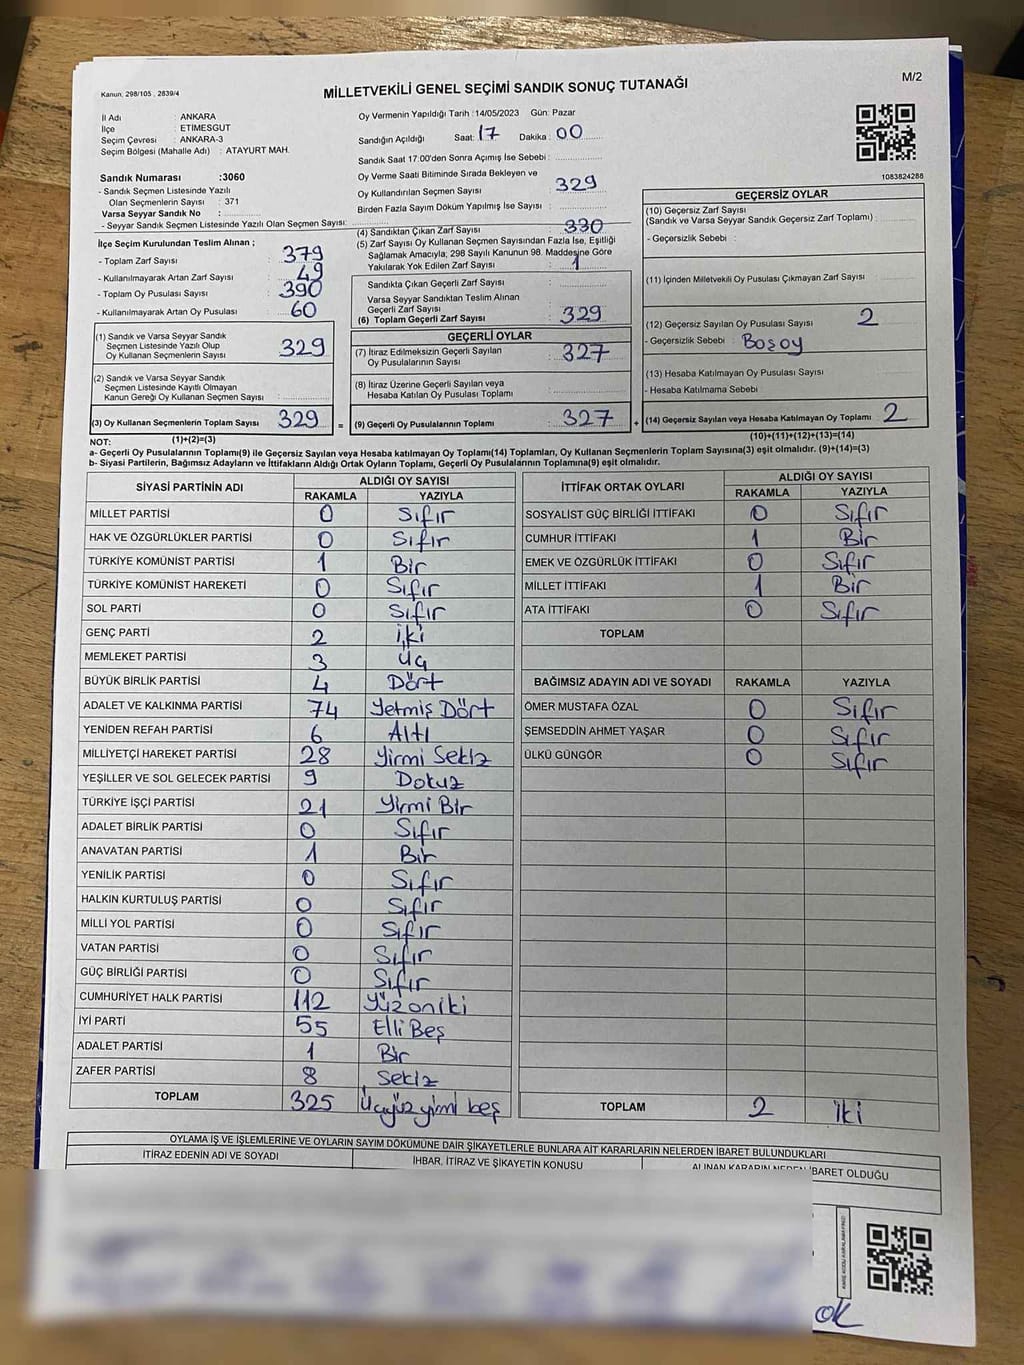 M/2
Kanun, 298/105 , 2839/4
MİLLETVEKİLİ GENEL SEÇİMİ SANDIK SONUÇ TUTANAĞI
İl Adı : ANKARA
İlçe : ETİMESGUT
Seçim Çevresi : ANKARA-3
Seçim Bölgesi (Mahalle Adı) : ATAYURT MAH.
Sandık Numarası :3060
- Sandık Seçmen Listesinde Yazılı
Olan Seçmenlerin Sayısı : 371
Varsa Seyyar Sandık No :
- Seyyar Sandık Seçmen Listesinde Yazılı Olan Seçmen Sayısı:
İlçe Seçim Kurulundan Teslim Alınan ;
- Toplam Zarf Sayısı : 379
- Kullanılmayarak Artan Zarf Sayısı : 49
- Toplam Oy Pusulası Sayısı : 390
- Kullanılmayarak Artan Oy Pusulası : 60
(1) Sandık ve Varsa Seyyar Sandık
Seçmen Listesinde Yazılı Olup
Oy Kullanan Seçmenlerin Sayısı : 329
(2) Sandık ve Varsa Seyyar Sandık
Seçmen Listesinde Kayıtlı Olmayan
Kanun Gereği Oy Kullanan Seçmen Sayısı :
(3) Oy Kullanan Seçmenlerin Toplam Sayısı 329 =
Oy Vermenin Yapıldığı Tarih :14/05/2023 Gün: Pazar
Sandığın Açıldığı Saat: 17 Dakika : 00
Sandık Saat 17:00'den Sonra Açımış İse Sebebi :
Oy Verme Saati Bitiminde Sırada Bekleyen ve
Oy Kullandırılan Seçmen Sayısı : 329
Birden Fazla Sayım Döküm Yapılmış İse Sayısı :
(4) Sandıktan Çıkan Zarf Sayısı : 330
(5) Zarf Sayısı Oy Kullanan Seçmen Sayısından Fazla İse, Eşitliği
Sağlamak Amacıyla; 298 Sayılı Kanunun 98. Maddesine Göre
Yakılarak Yok Edilen Zarf Sayısı : 1
Sandıkta Çıkan Geçerli Zarf Sayısı :
Varsa Seyyar Sandıktan Teslim Alınan
Geçerli Zarf Sayısı :
(6) Toplam Geçerli Zarf Sayısı : 329
GEÇERLİ OYLAR
(7) İtiraz Edilmeksizin Geçerli Sayılan
Oy Pusulalarının Sayısı : 327
(8) İtiraz Üzerine Geçerli Sayılan veya
Hesaba Katılan Oy Pusulası Toplamı :
(9) Geçerli Oy Pusulalarının Toplamı : 327 +
1083824288
GEÇERSİZ OYLAR
(10) Geçersiz Zarf Sayısı
(Sandık ve Varsa Seyyar Sandık Geçersiz Zarf Toplamı) :
- Geçersizlik Sebebi :
(11) İçinden Milletvekili Oy Pusulası Çıkmayan Zarf Sayısı
(12) Geçersiz Sayılan Oy Pusulası Sayısı : 2
- Geçersizlik Sebebi : Boşoy
(13) Hesaba Katılmayan Oy Pusulası Sayısı :
- Hesaba Katılmama Sebebi :
(14) Geçersiz Sayılan veya Hesaba Katılmayan Oy Toplamı : 2
NOT: (1)+(2)=(3) (10)+(11)+(12)+(13)=(14)
a- Geçerli Oy Pusulalarının Toplamı(9) ile Geçersiz Sayılan veya Hesaba katılmayan Oy Toplamı(14) Toplamları, Oy Kullanan Seçmenlerin Toplam Sayısına(3) eşit olmalıdır. (9)+(14)=(3)
b- Siyasi Partilerin, Bağımsız Adayların ve İttifakların Aldığı Ortak Oyların Toplamı, Geçerli Oy Pusulalarının Toplamına(9) eşit olmalıdır.
SİYASİ PARTİNİN ADI ALDIĞI OY SAYISI
RAKAMLA YAZIYLA
MİLLET PARTİSİ 0 Sıfır
HAK VE ÖZGÜRLÜKLER PARTİSİ 0 Sıfır
TÜRKİYE KOMÜNİST PARTİSİ 1 Bir
TÜRKİYE KOMÜNİST HAREKETİ 0 Sıfır
SOL PARTİ 0 Sıfır
GENÇ PARTİ 2 İki
MEMLEKET PARTİSİ 3 Üç
BÜYÜK BİRLİK PARTİSİ 4 Dört
ADALET VE KALKINMA PARTİSİ 74 Yetmiş Dört
YENİDEN REFAH PARTİSİ 6 Altı
MİLLİYETÇİ HAREKET PARTİSİ 28 Yirmi Sekiz
YEŞİLLER VE SOL GELECEK PARTİSİ 9 Dokuz
TÜRKİYE İŞÇİ PARTİSİ 21 Yirmi Bir
ADALET BİRLİK PARTİSİ 0 Sıfır
ANAVATAN PARTİSİ 1 Bir
YENİLİK PARTİSİ 0 Sıfır
HALKIN KURTULUŞ PARTİSİ 0 Sıfır
MİLLİ YOL PARTİSİ 0 Sıfır
VATAN PARTİSİ 0 Sıfır
GÜÇ BİRLİĞİ PARTİSİ 0 Sıfır
CUMHURİYET HALK PARTİSİ 112 Yüz oniki
İYİ PARTİ 55 Elli Beş
ADALET PARTİSİ 1 Bir
ZAFER PARTİSİ 8 Sekiz
TOPLAM 325 Üçyüz yirmi beş
İTTİFAK ORTAK OYLARI ALDIĞI OY SAYISI
RAKAMLA YAZIYLA
SOSYALİST GÜÇ BİRLİĞİ İTTİFAKI 0 Sıfır
CUMHUR İTTİFAKI 1 Bir
EMEK VE ÖZGÜRLÜK İTTİFAKI 0 Sıfır
MİLLET İTTİFAKI 1 Bir
ATA İTTİFAKI 0 Sıfır
TOPLAM
BAĞIMSIZ ADAYIN ADI VE SOYADI RAKAMLA YAZIYLA
ÖMER MUSTAFA ÖZAL 0 Sıfır
ŞEMSEDDİN AHMET YAŞAR 0 Sıfır
ÜLKÜ GÜNGÖR 0 Sıfır
TOPLAM 2 iki
OYLAMA İŞ VE İŞLEMLERİNE VE OYLARIN SAYIM DÖKÜMÜNE DAİR ŞİKAYETLERLE BUNLARA AİT KARARLARIN NELERDEN İBARET BULUNDUKLARI
İTİRAZ EDENİN ADI VE SOYADI İHBAR, İTİRAZ VE ŞİKAYETİN KONUSU ALINAN KARARIN NEDEN İBARET OLDUĞU
OK